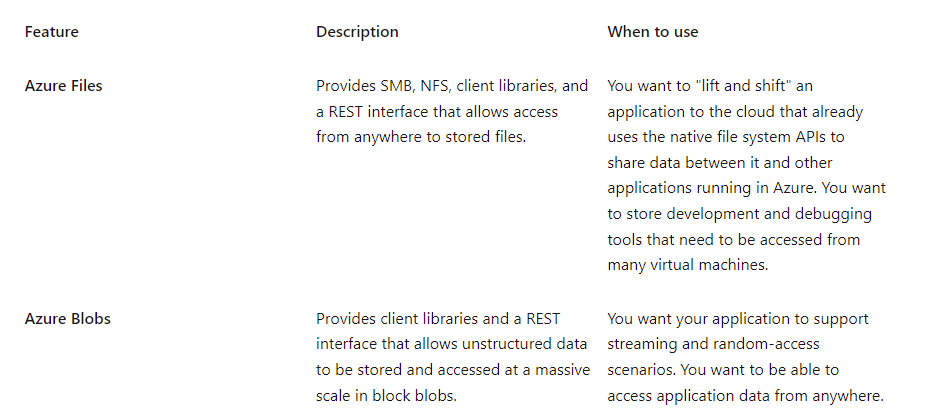 Feature
Description
When to use
Azure Files
Provides SMB, NFS, client libraries, and
a REST interface that allows access
from anywhere to stored files.
You want to "lift and shift" an
application to the cloud that already
uses the native file system APIs to
share data between it and other
applications running in Azure. You want
to store development and debugging
tools that need to be accessed from
many virtual machines.
Azure Blobs
Provides client libraries and a REST
interface that allows unstructured data
to be stored and accessed at a massive
scale in block blobs.
You want your application to support
streaming and random-access
scenarios. You want to be able to
access application data from anywhere.